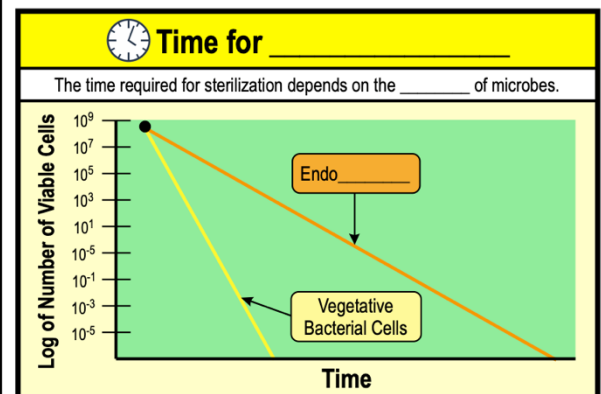 Time for _______________
The time required for sterilization depends on the ________ of microbes.
Log of Number of Viable Cells
10⁹
10⁷
10⁵
10³
10¹
10⁻⁵
10⁻¹
10⁻³
10⁻⁵
Endo________
Vegetative
Bacterial Cells
Time